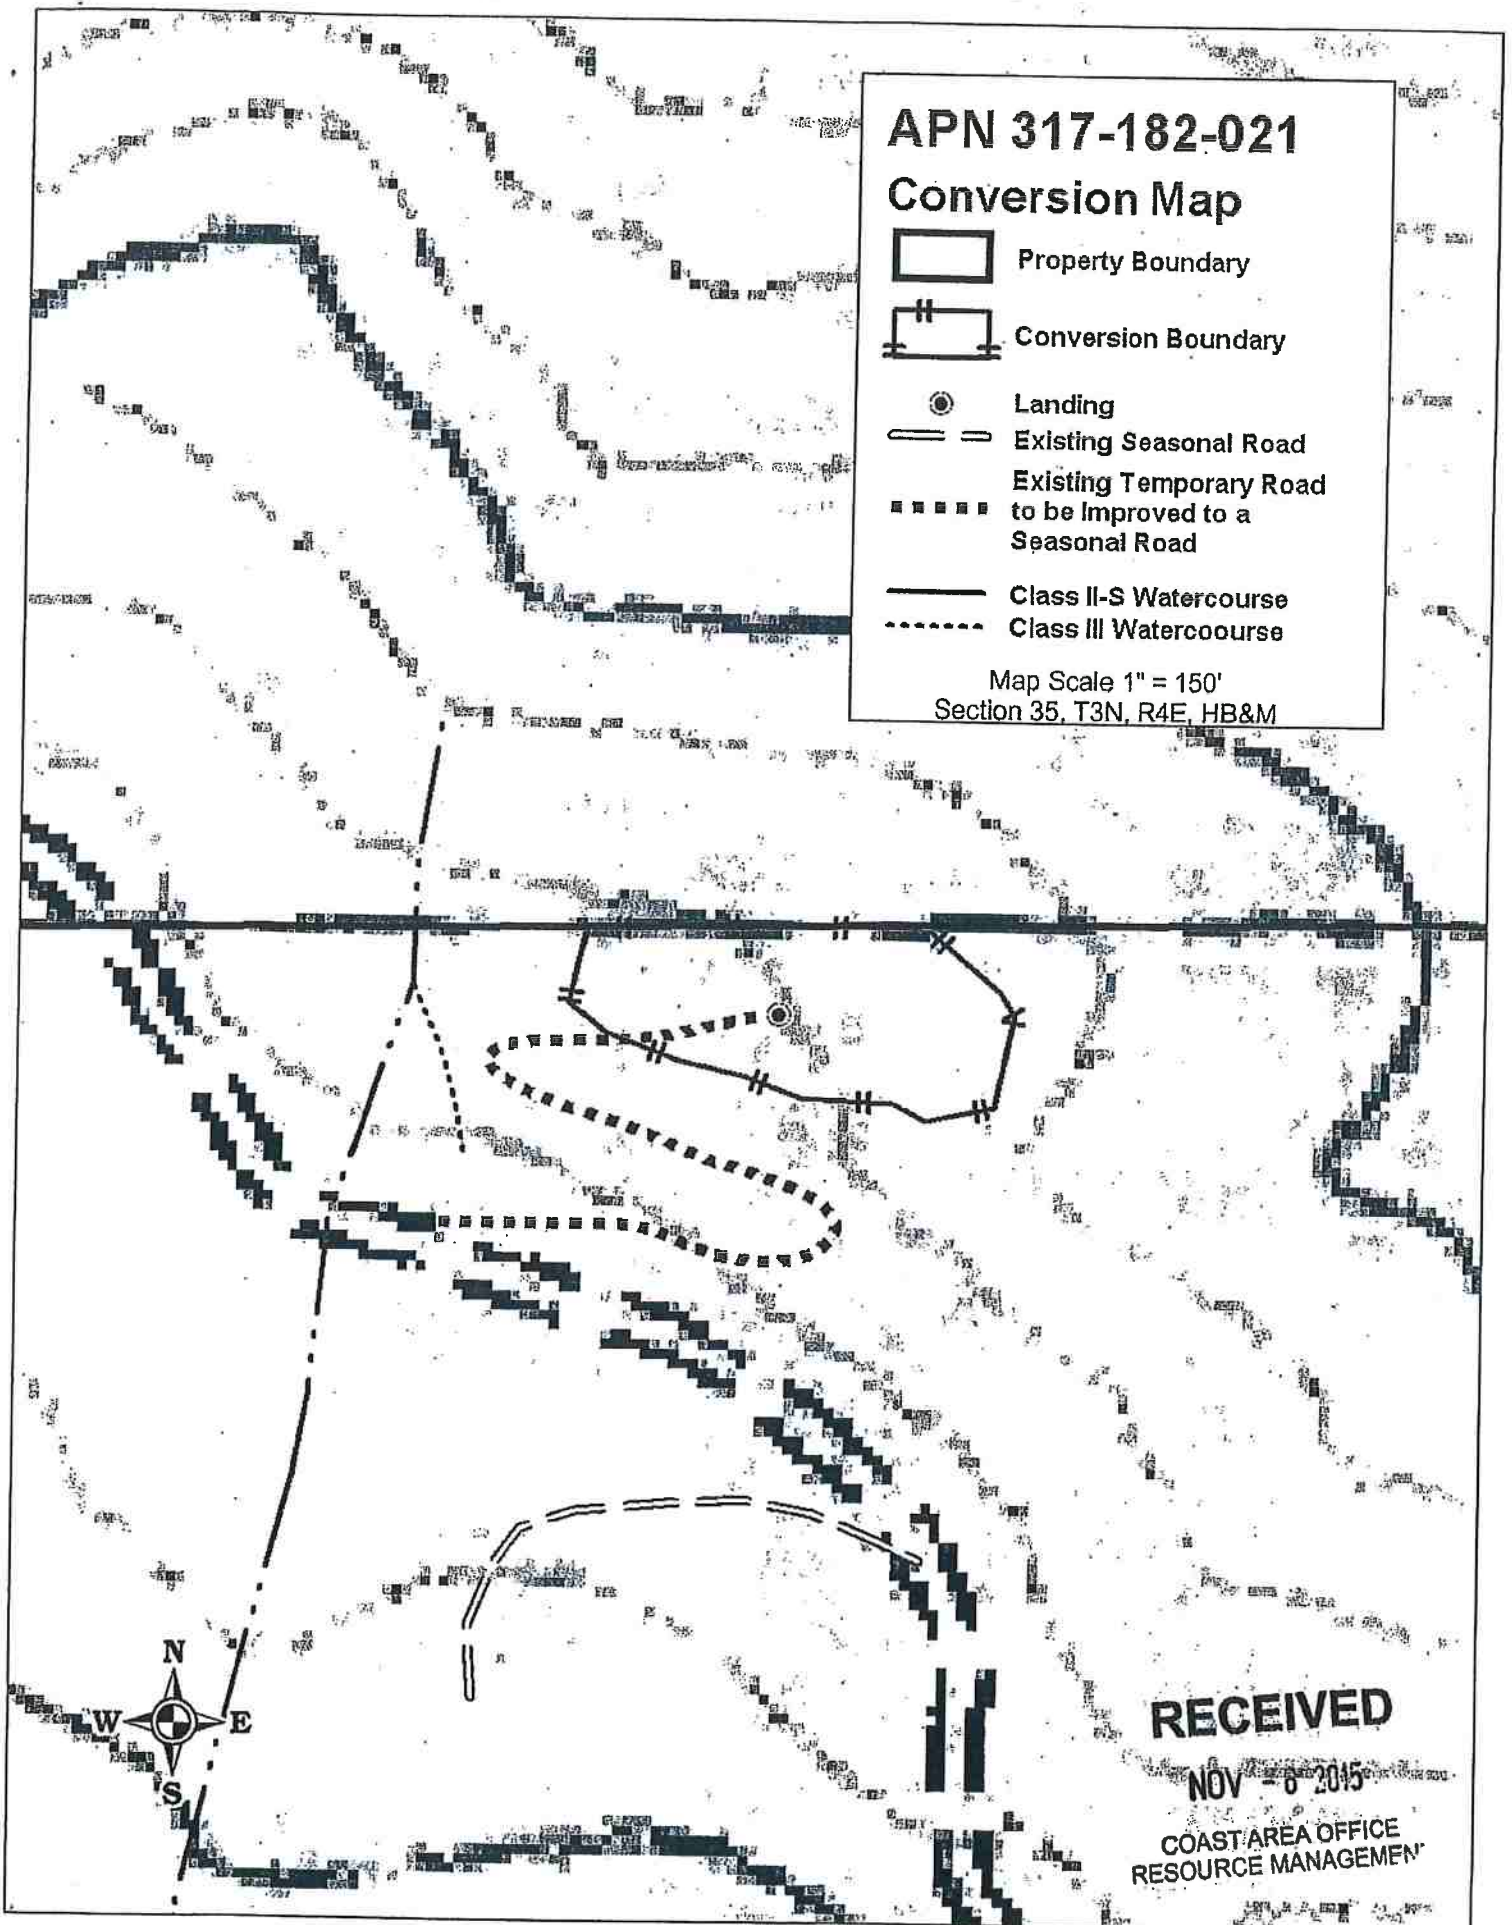 APN 317-182-021
Conversion Map
Property Boundary
Conversion Boundary
Landing
Existing Seasonal Road
Existing Temporary Road
to be Improved to a
Seasonal Road
Class II-S Watercourse
Class III Watercoourse
Map Scale 1" = 150'
Section 35, T3N, R4E, HB&M
N
W
E
S
RECEIVED
NOV - 6 2015
COAST AREA OFFICE
RESOURCE MANAGEMEN